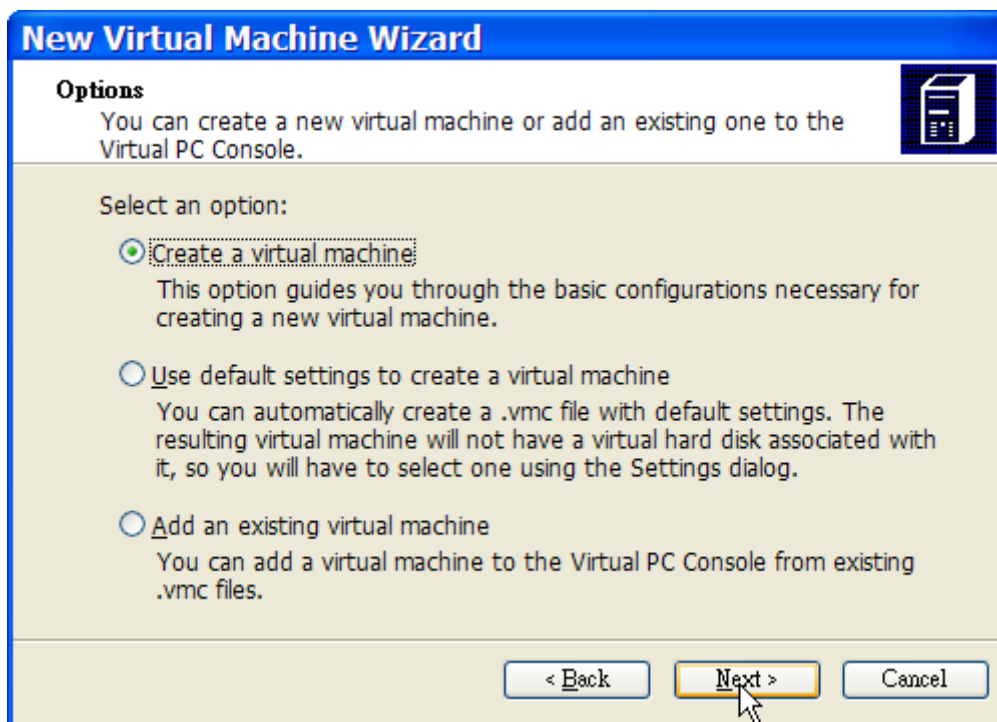 New Virtual Machine Wizard
Options
You can create a new virtual machine or add an existing one to the
Virtual PC Console.
Select an option:
Create a virtual machine
This option guides you through the basic configurations necessary for
creating a new virtual machine.
Use default settings to create a virtual machine
You can automatically create a .vmc file with default settings. The
resulting virtual machine will not have a virtual hard disk associated with
it, so you will have to select one using the Settings dialog.
Add an existing virtual machine
You can add a virtual machine to the Virtual PC Console from existing
.vmc files.
< Back Next > Cancel